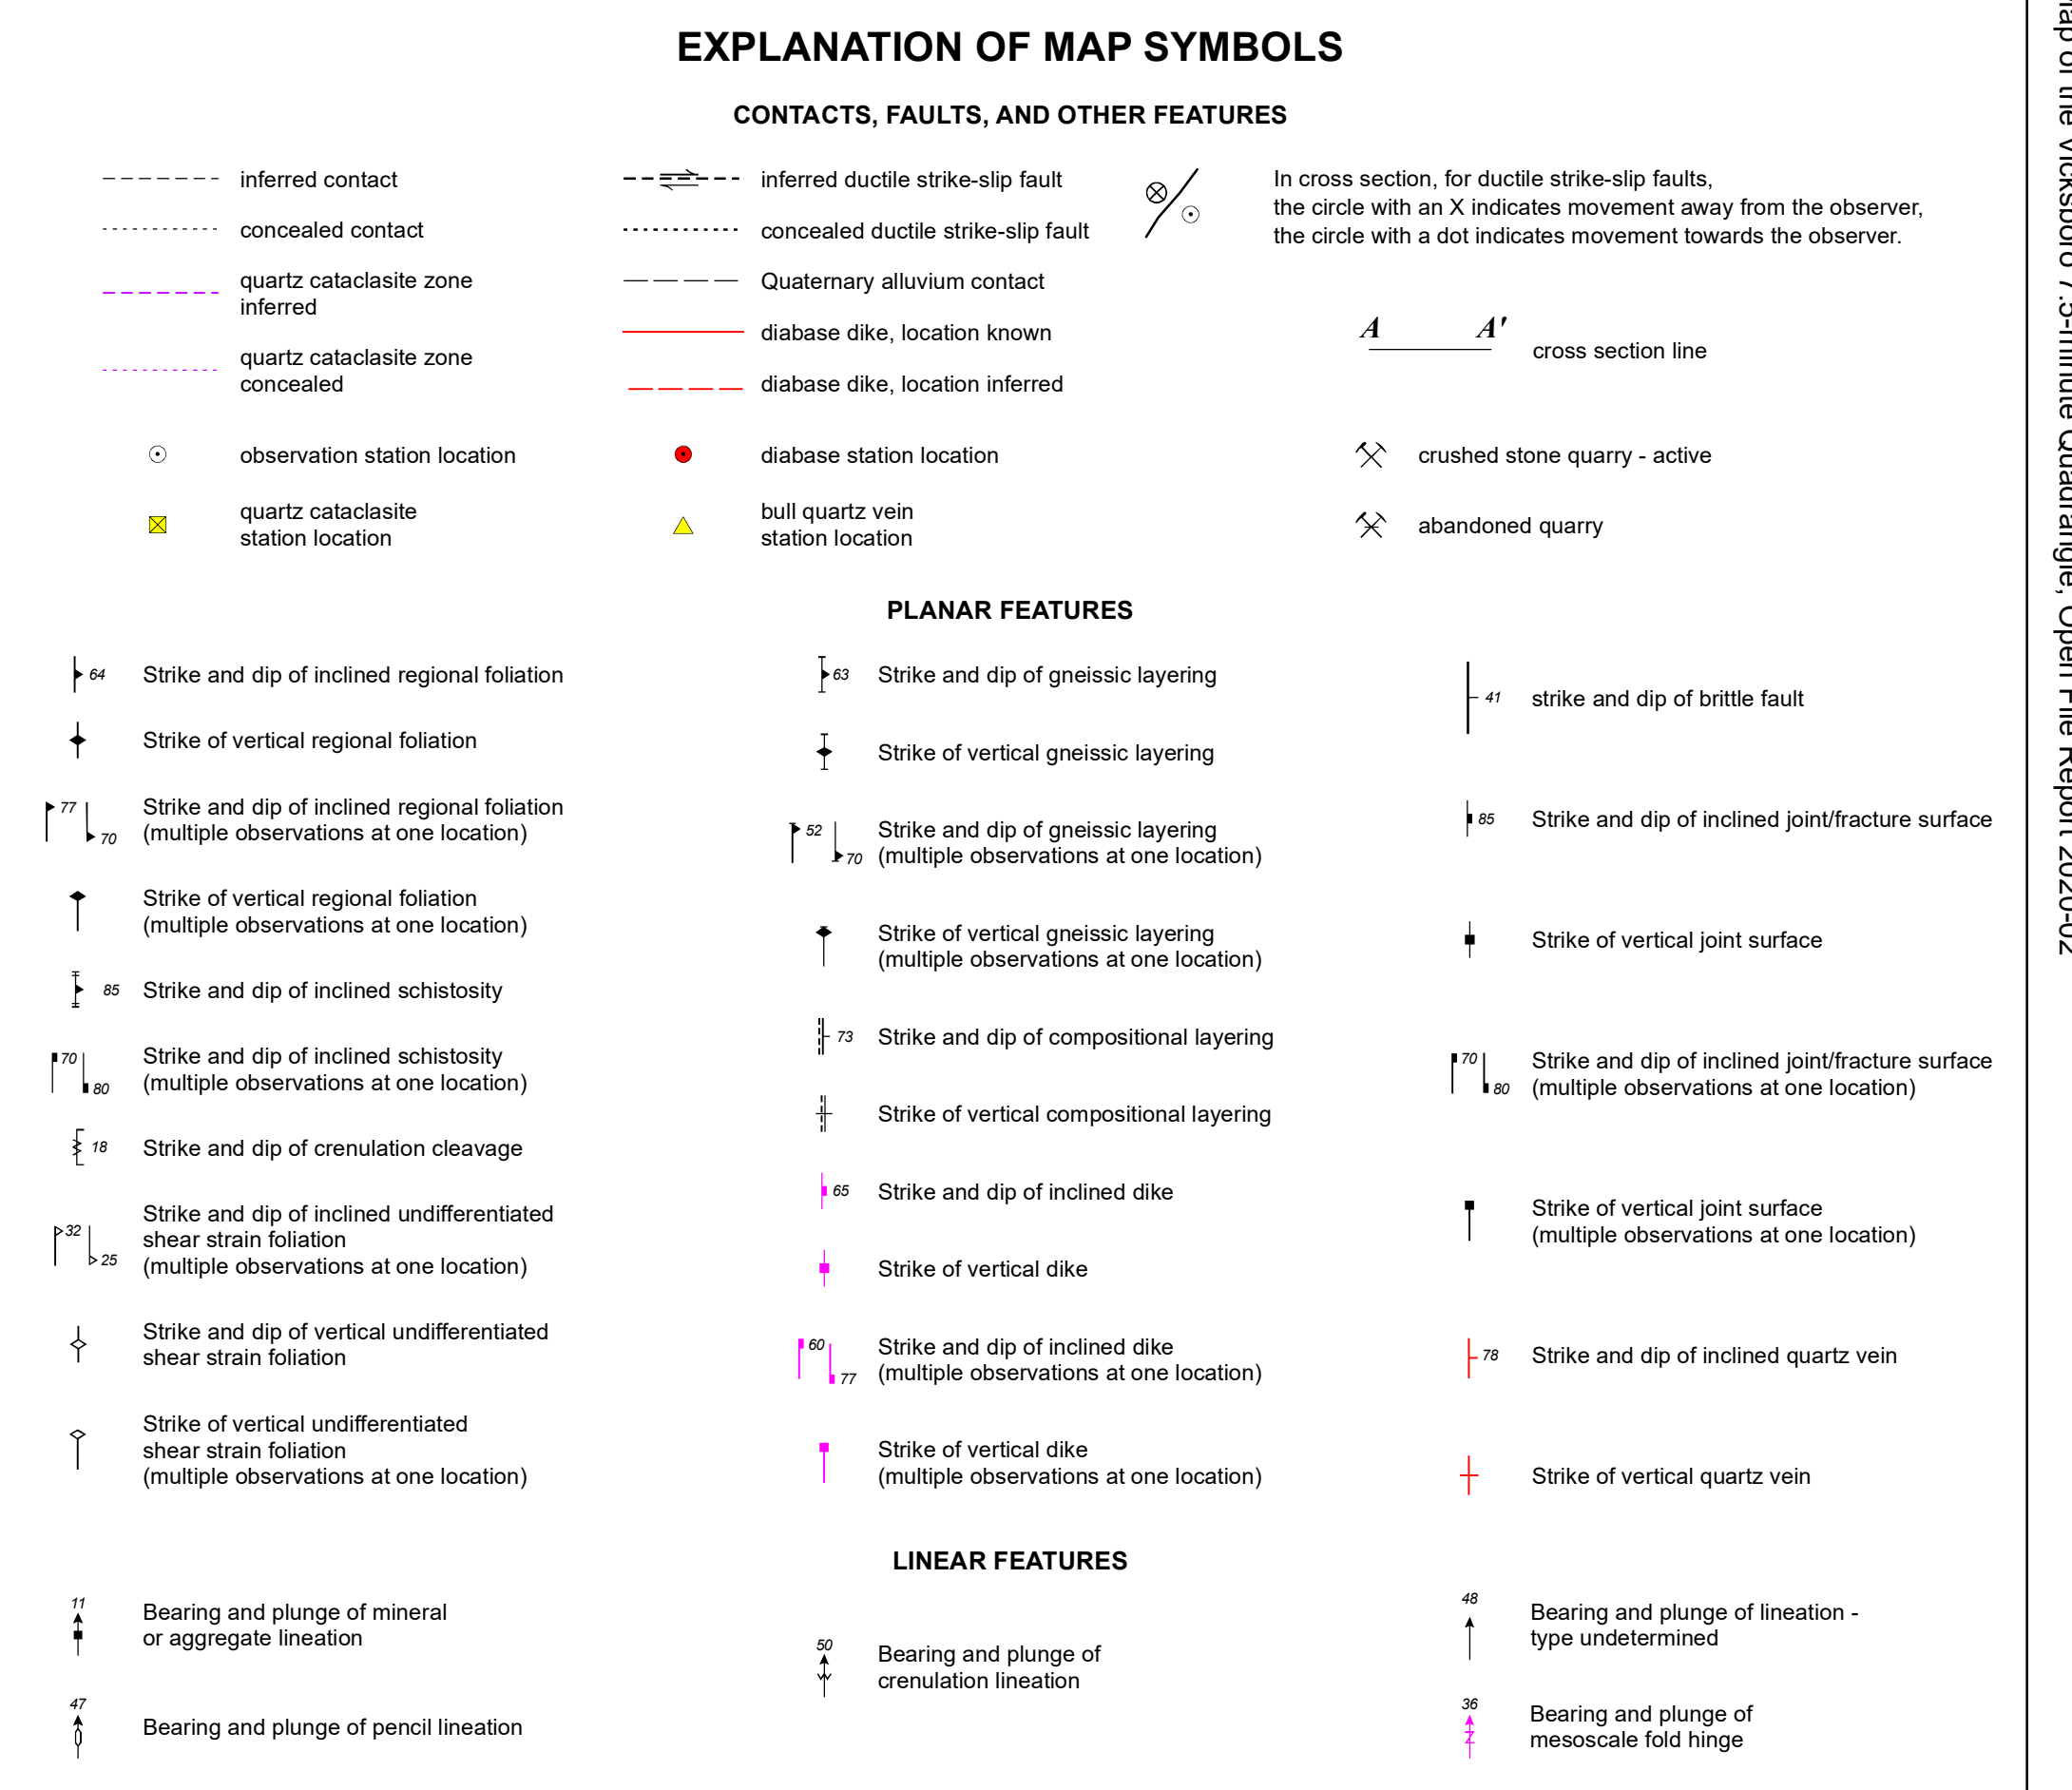 EXPLANATION OF MAP SYMBOLS
CONTACTS, FAULTS, AND OTHER FEATURES
inferred contact
concealed contact
quartz cataclasite zone
inferred
quartz cataclasite zone
concealed
inferred ductile strike-slip fault
concealed ductile strike-slip fault
Quaternary alluvium contact
diabase dike, location known
diabase dike, location inferred
In cross section, for ductile strike-slip faults,
the circle with an X indicates movement away from the observer,
the circle with a dot indicates movement towards the observer.
A A'
cross section line
observation station location
quartz cataclasite
station location
diabase station location
bull quartz vein
station location
crushed stone quarry - active
abandoned quarry
PLANAR FEATURES
64 Strike and dip of inclined regional foliation
Strike of vertical regional foliation
77 70 Strike and dip of inclined regional foliation
(multiple observations at one location)
Strike of vertical regional foliation
(multiple observations at one location)
85 Strike and dip of inclined schistosity
70 80 Strike and dip of inclined schistosity
(multiple observations at one location)
18 Strike and dip of crenulation cleavage
32 25 Strike and dip of inclined undifferentiated
shear strain foliation
(multiple observations at one location)
Strike and dip of vertical undifferentiated
shear strain foliation
Strike of vertical undifferentiated
shear strain foliation
(multiple observations at one location)
63 Strike and dip of gneissic layering
Strike of vertical gneissic layering
52 70 Strike and dip of gneissic layering
(multiple observations at one location)
Strike of vertical gneissic layering
(multiple observations at one location)
73 Strike and dip of compositional layering
Strike of vertical compositional layering
65 Strike and dip of inclined dike
Strike of vertical dike
60 77 Strike and dip of inclined dike
(multiple observations at one location)
Strike of vertical dike
(multiple observations at one location)
41 strike and dip of brittle fault
85 Strike and dip of inclined joint/fracture surface
Strike of vertical joint surface
70 80 Strike and dip of inclined joint/fracture surface
(multiple observations at one location)
Strike of vertical joint surface
(multiple observations at one location)
78 Strike and dip of inclined quartz vein
Strike of vertical quartz vein
LINEAR FEATURES
11 Bearing and plunge of mineral
or aggregate lineation
47 Bearing and plunge of pencil lineation
50 Bearing and plunge of
crenulation lineation
48 Bearing and plunge of lineation -
type undetermined
36 Bearing and plunge of
mesoscale fold hinge
of the Vicksboro 7.5-minute Quadrangle, Open File Report 2020-02